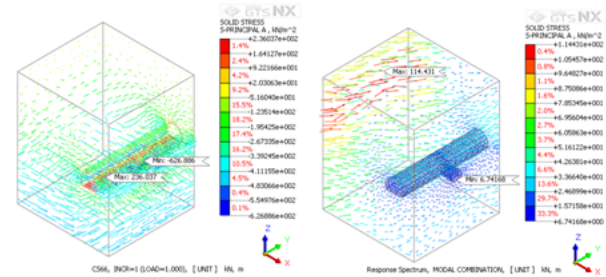 GTS NX
SOLID STRESS
S-PRINCIPAL A , kN/m^2
+2.36037e+002
1.4%
+1.64127e+002
2.4%
+9.22166e+001
4.2%
+2.03063e+001
9.2%
-5.16040e+001
15.5%
-1.23514e+002
18.2%
-1.95425e+002
17.4%
-2.67335e+002
16.2%
-3.39245e+002
10.5%
-4.11155e+002
4.5%
-4.83066e+002
0.4%
-5.54976e+002
0.1%
-6.26886e+002
Min: -626.886
Max: 236.037
Z
Y
X
C566, INCR=1 (LOAD=1.000), [ UNIT ] kN, m
GTS NX
SOLID STRESS
S-PRINCIPAL A , kN/m^2
+1.14431e+002
0.4%
+1.05457e+002
0.8%
+9.64827e+001
1.1%
+8.75086e+001
1.6%
+7.85345e+001
2.0%
+6.95604e+001
2.7%
+6.05863e+001
3.7%
+5.16122e+001
4.4%
+4.26381e+001
6.6%
+3.36640e+001
13.6%
+2.46899e+001
29.7%
+1.57158e+001
33.3%
+6.74168e+000
Max: 114.431
Min: 6.74168
Z
Y
X
Response Spectrum, MODAL COMBINATION, [ UNIT ] kN, m